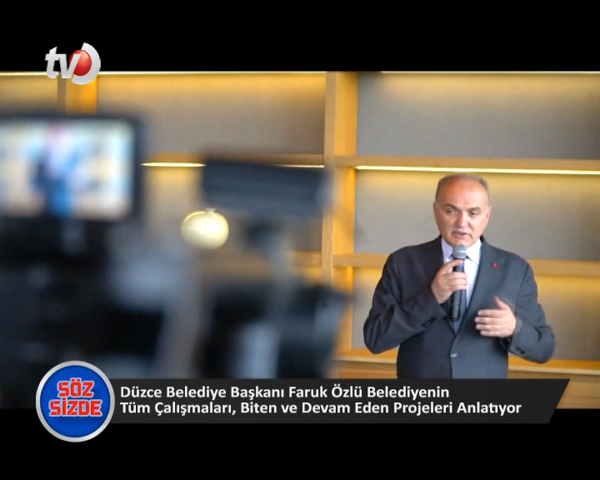 tv
SÖZ
SİZDE
Düzce Belediye Başkanı Faruk Özlü Belediyenin
Tüm Çalışmaları, Biten ve Devam Eden Projeleri Anlatıyor